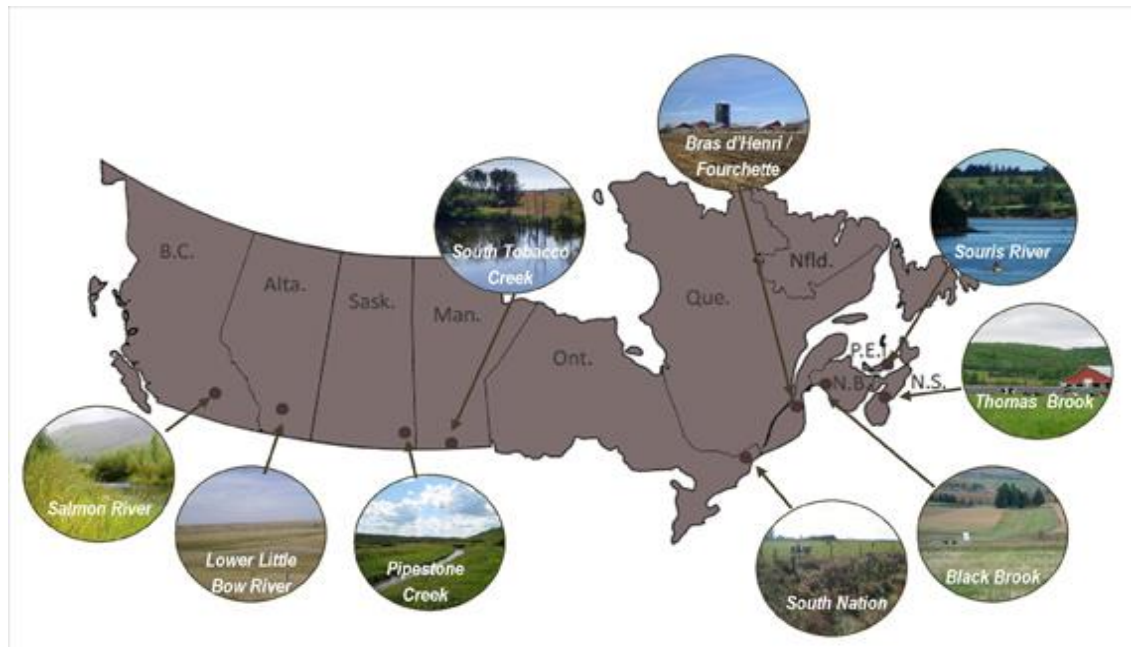 Bras d'Henri /
Fourchette
South Tobacco
Creek
Souris River
B.C.
Alta.
Sask.
Man.
Ont.
Que.
Nfld.
P.E.I
N.B.
N.S.
Thomas Brook
Salmon River
Lower Little
Bow River
Pipestone
Creek
South Nation
Black Brook